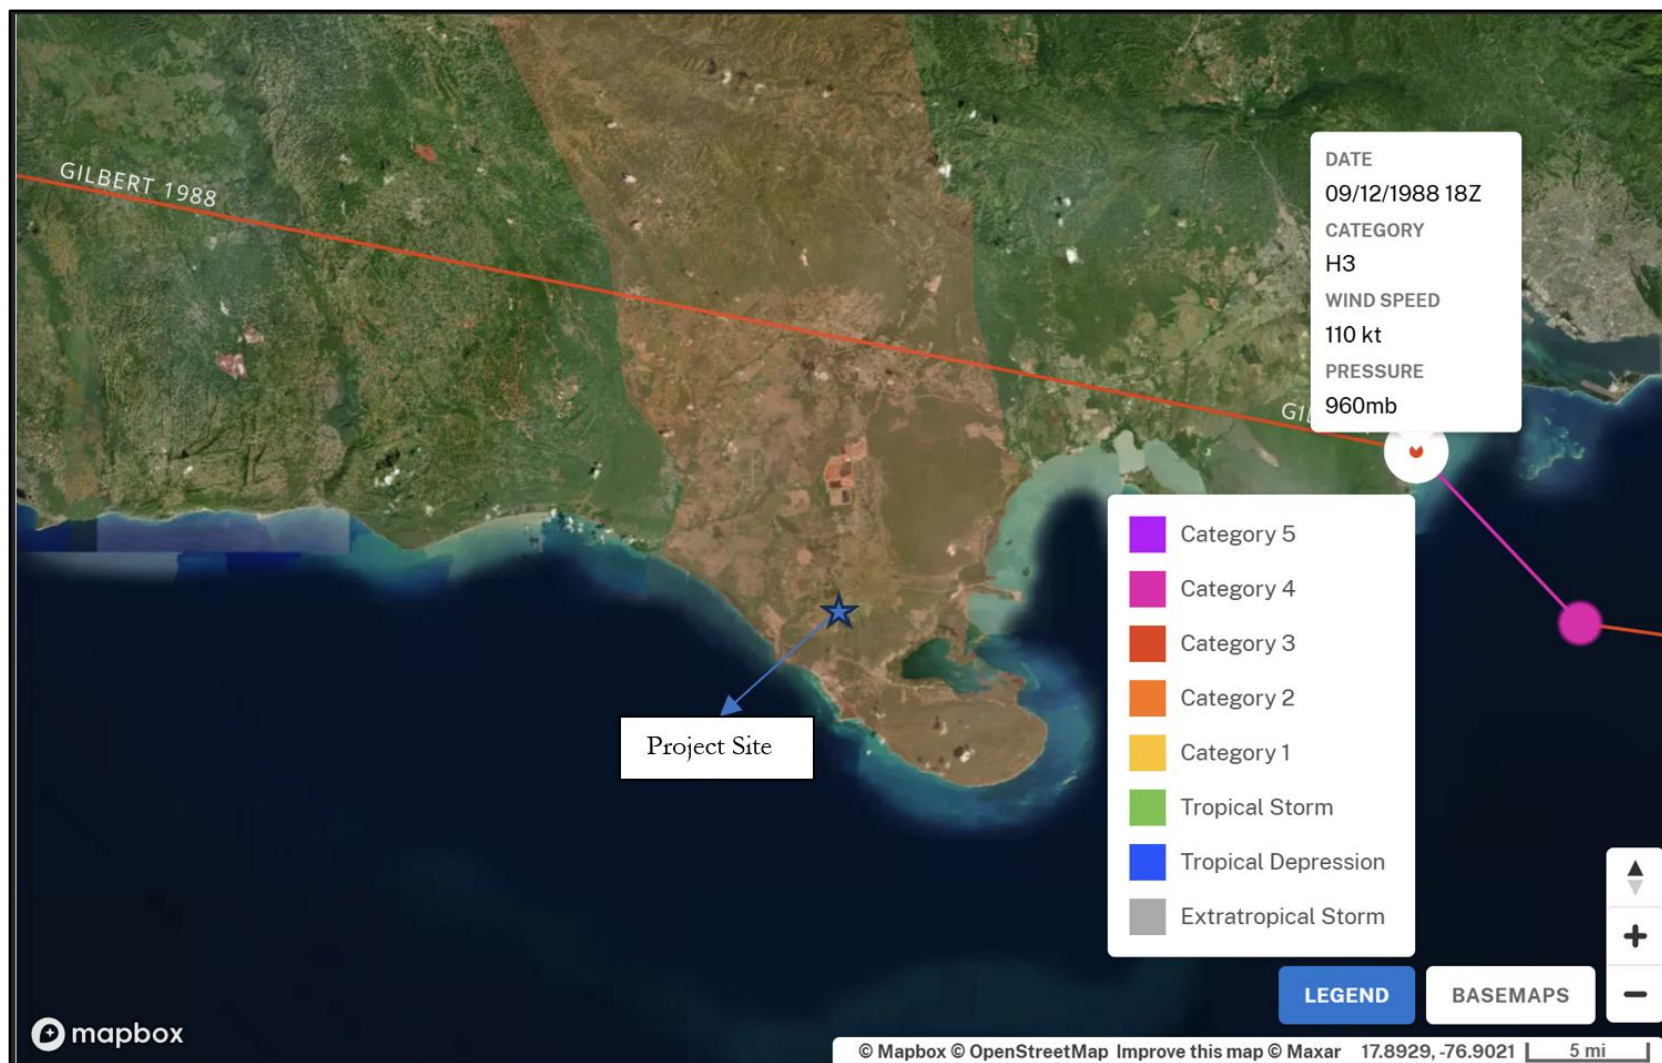 GILBERT 1988
DATE
09/12/1988 18Z
CATEGORY
H3
WIND SPEED
110 kt
PRESSURE
960mb
GIL
Category 5
Category 4
Category 3
Category 2
Category 1
Tropical Storm
Tropical Depression
Extratropical Storm
Project Site
LEGEND
BASEMAPS
mapbox
© Mapbox © OpenStreetMap Improve this map © Maxar 17.8929, -76.9021 5 mi